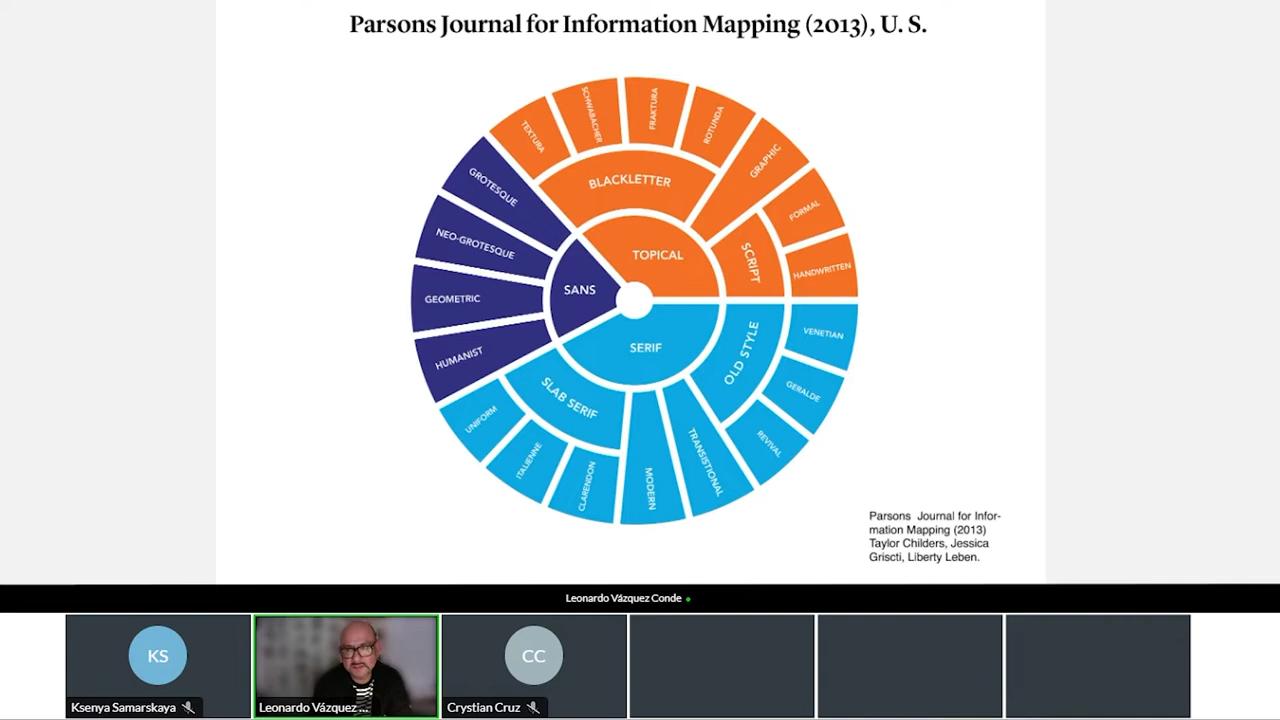 Parsons Journal for Information Mapping (2013), U. S.
TEXTURA
SCHWABACHER
FRAKTURA
ROTUNDA
GRAPHIC
BLACKLETTER
FORMAL
HANDWRITTEN
SCRIPT
TOPICAL
GROTESQUE
NEO-GROTESQUE
GEOMETRIC
HUMANIST
SANS
SERIF
OLD STYLE
VENETIAN
GERALDE
REVIVAL
TRANSISTIONAL
MODERN
SLAB SERIF
CLARENDON
ITALIENNE
UNIFORM
Parsons Journal for Infor-
mation Mapping (2013)
Taylor Childers, Jessica
Griscti, Liberty Leben.
Leonardo Vázquez Conde
KS
CC
Ksenya Samarskaya
Leonardo Vázquez
Crystian Cruz